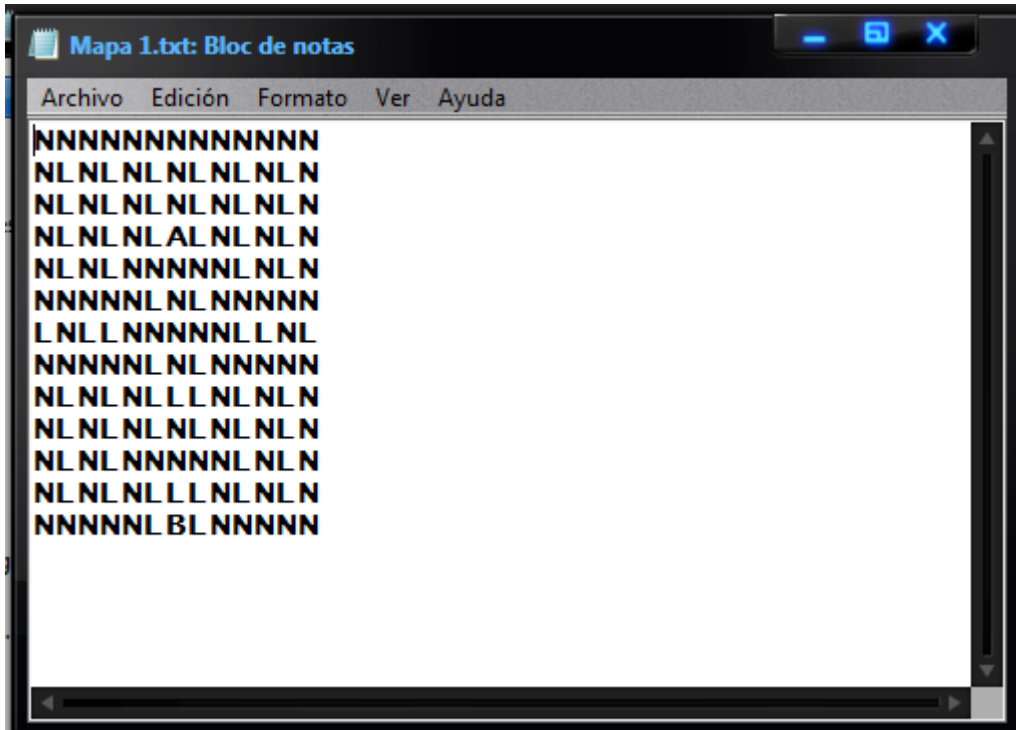 Mapa 1.txt: Bloc de notas
Archivo Edición Formato Ver Ayuda
NNNNNNNNNNNNN
NLNLNLNLNLNLN
NLNLNLNLNLNLN
NLNLNLALNLNLN
NLNLNNNNNLNLN
NNNNNLNLNNNNN
LNLLNNNNNLLNL
NNNNNLNLNNNNN
NLNLNLLLNLNLN
NLNLNLNLNLNLN
NLNLNNNNNLNLN
NLNLNLLLNLNLN
NNNNNLBLNNNNN